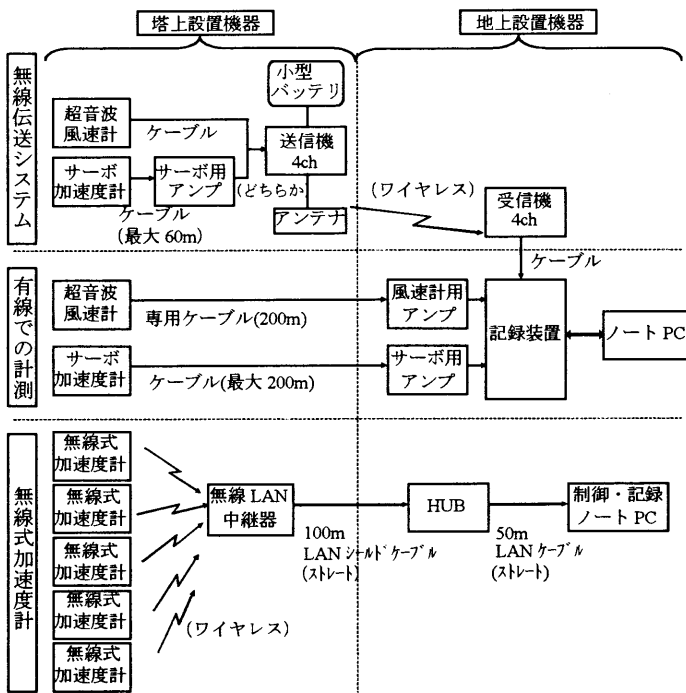 塔上設置機器
地上設置機器
無線伝送システム
小型
バッテリ
超音波
風速計
ケーブル
送信機
4ch
サーボ
加速度計
サーボ用
アンプ
(どちらか)
ケーブル
(最大 60m)
アンテナ
(ワイヤレス)
受信機
4ch
ケーブル
有線での計測
超音波
風速計
専用ケーブル(200m)
風速計用
アンプ
記録装置
ノート PC
サーボ
加速度計
ケーブル(最大 200m)
サーボ用
アンプ
無線式加速度計
無線式
加速度計
無線式
加速度計
無線式
加速度計
無線式
加速度計
無線式
加速度計
(ワイヤレス)
無線 LAN
中継器
100m
LAN シールドケーブル
(ストレート)
HUB
50m
LAN ケーブル
(ストレート)
制御・記録
ノート PC